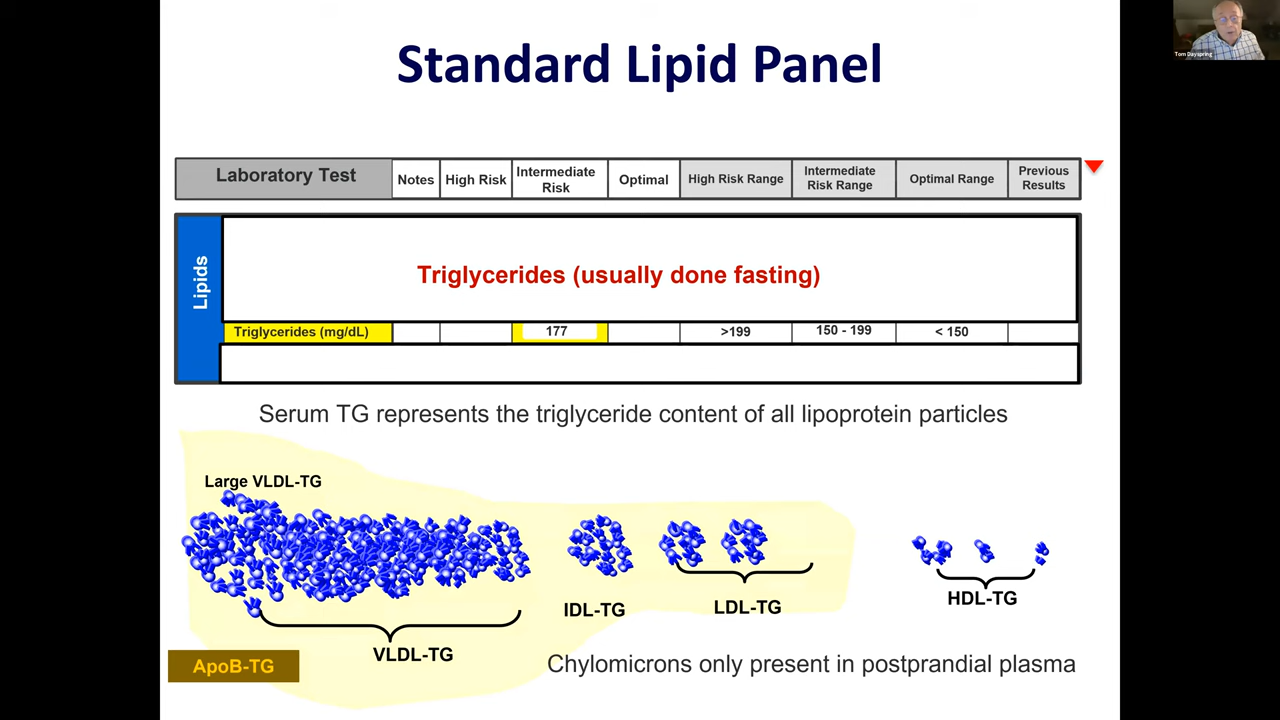 Standard Lipid Panel
Tom Dayspring
Laboratory Test
Notes
High Risk
Intermediate
Risk
Optimal
High Risk Range
Intermediate
Risk Range
Optimal Range
Previous
Results
Lipids
Triglycerides (usually done fasting)
Triglycerides (mg/dL)
177
>199
150 - 199
< 150
Serum TG represents the triglyceride content of all lipoprotein particles
Large VLDL-TG
IDL-TG
LDL-TG
HDL-TG
VLDL-TG
ApoB-TG
Chylomicrons only present in postprandial plasma